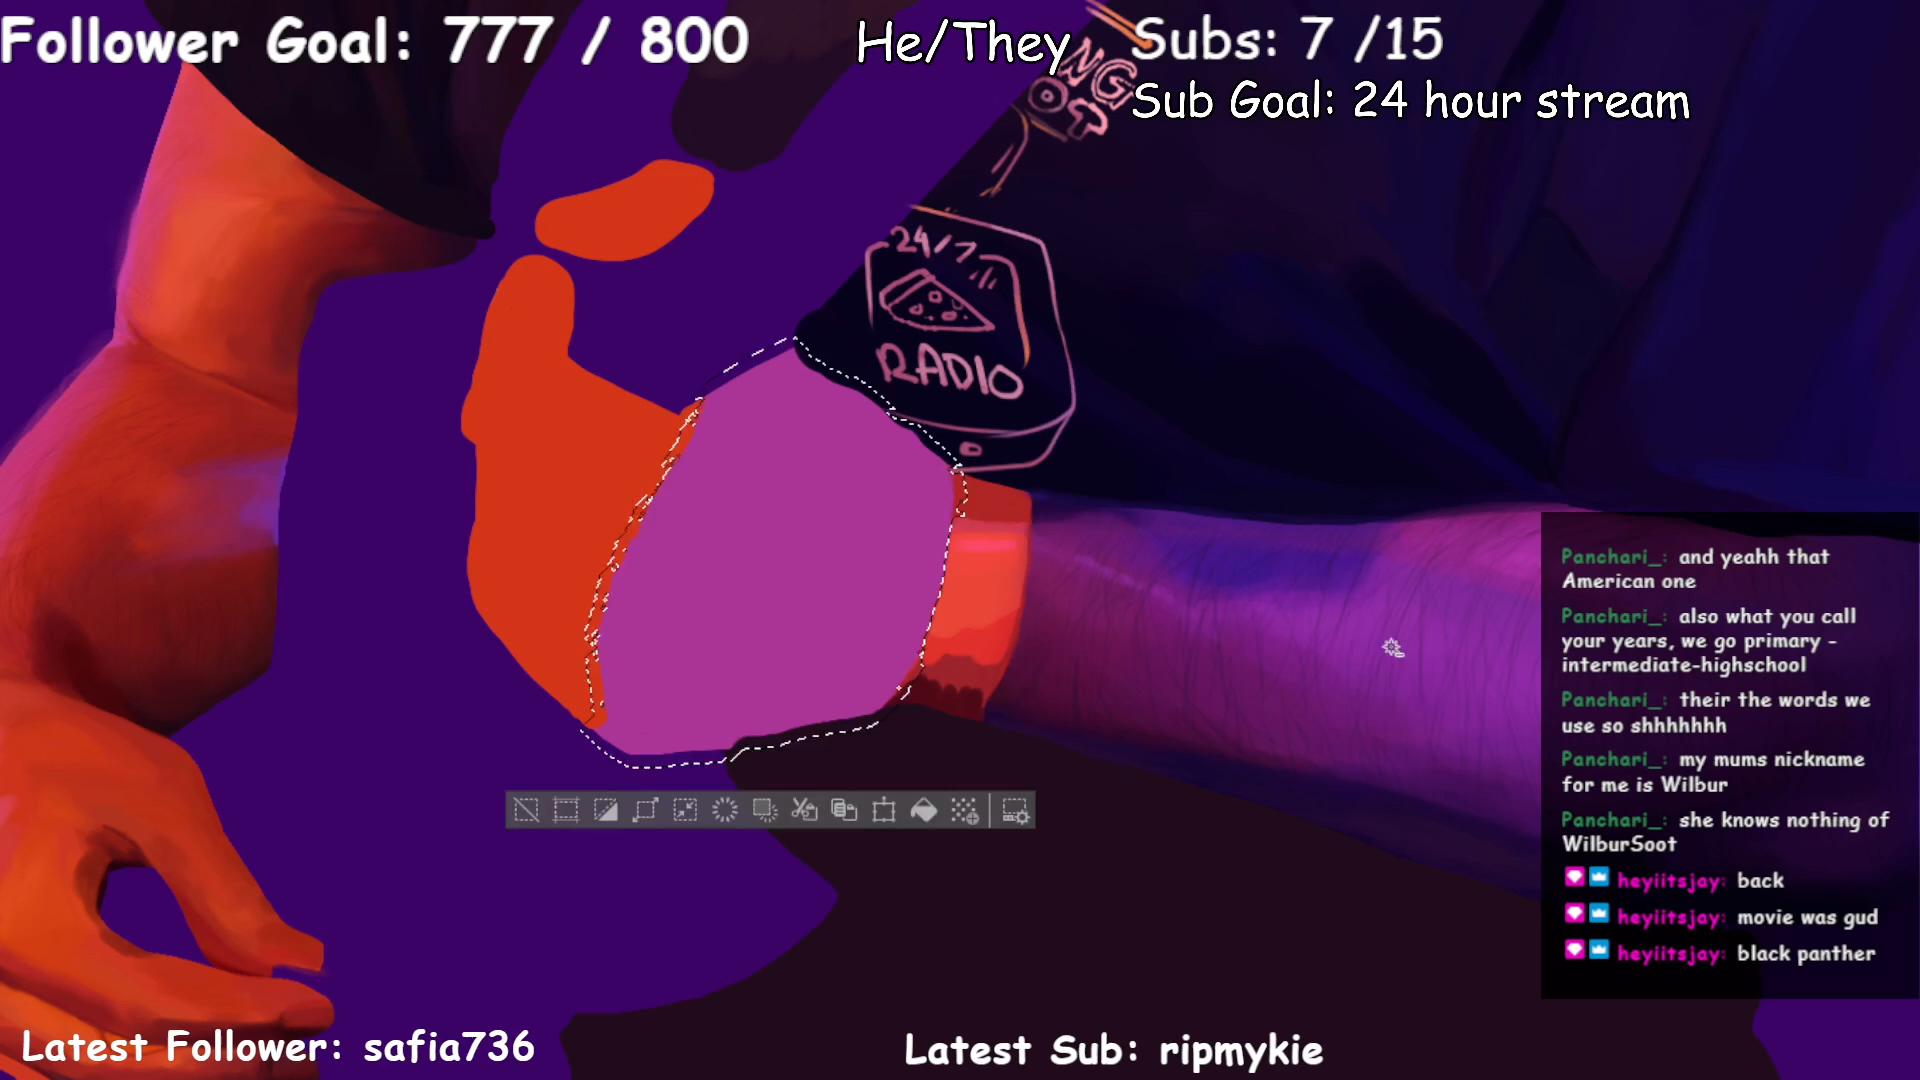 Follower Goal: 777 / 800
He/They
Subs: 7 /15
Sub Goal: 24 hour stream
NG
OT
24/7
RADIO
Panchari_: and yeahh that
American one
Panchari_: also what you call
your years, we go primary -
intermediate-highschool
Panchari_: their the words we
use so shhhhhhh
Panchari_: my mums nickname
for me is Wilbur
Panchari_: she knows nothing of
WilburSoot
heyiitsjay: back
heyiitsjay: movie was gud
heyiitsjay: black panther
Latest Follower: safia736
Latest Sub: ripmykie